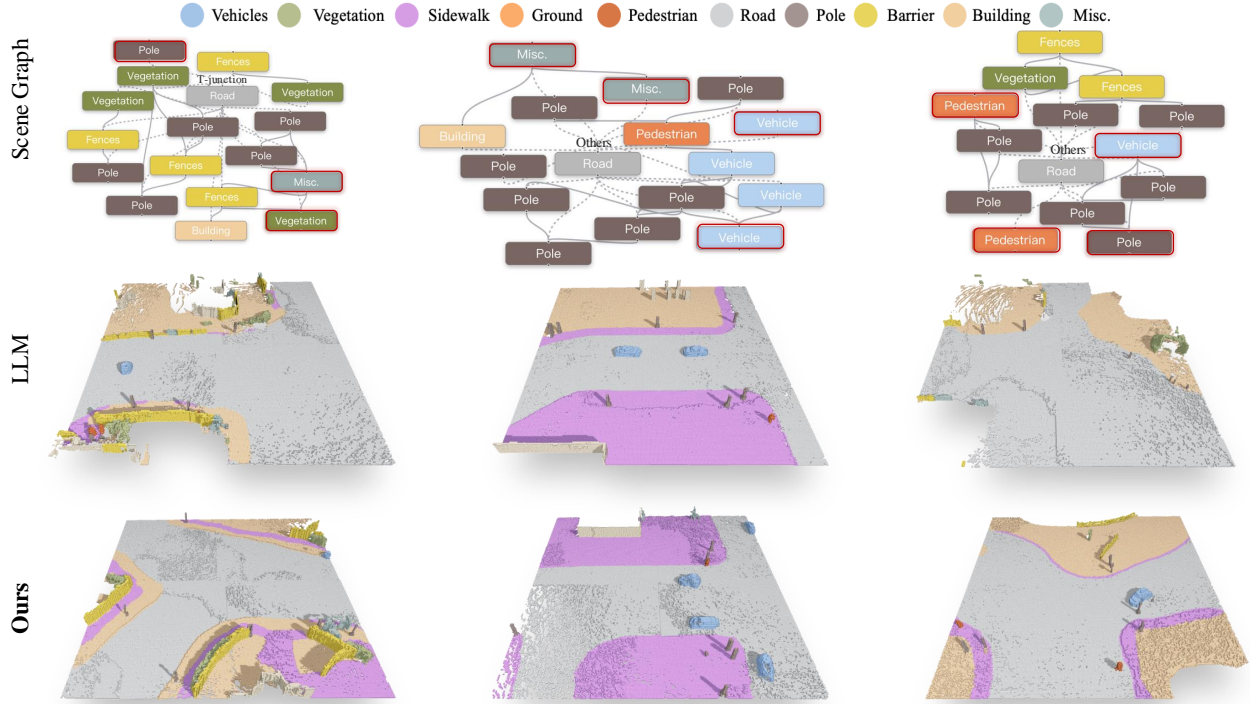 Vehicles Vegetation Sidewalk Ground Pedestrian Road Pole Barrier Building Misc.
Scene Graph
Pole
Fences
Vegetation
T-junction
Vegetation
Road
Vegetation
Pole
Pole
Fences
Pole
Fences
Pole
Misc.
Fences
Pole
Vegetation
Building
Misc.
Misc.
Pole
Pole
Vehicle
Building
Pedestrian
Others
Pole
Road
Vehicle
Pole
Pole
Vehicle
Pole
Vehicle
Pole
Fences
Vegetation
Fences
Pedestrian
Pole
Pole
Pole
Others
Vehicle
Road
Pole
Pole
Pole
Pedestrian
Pole
LLM
Ours